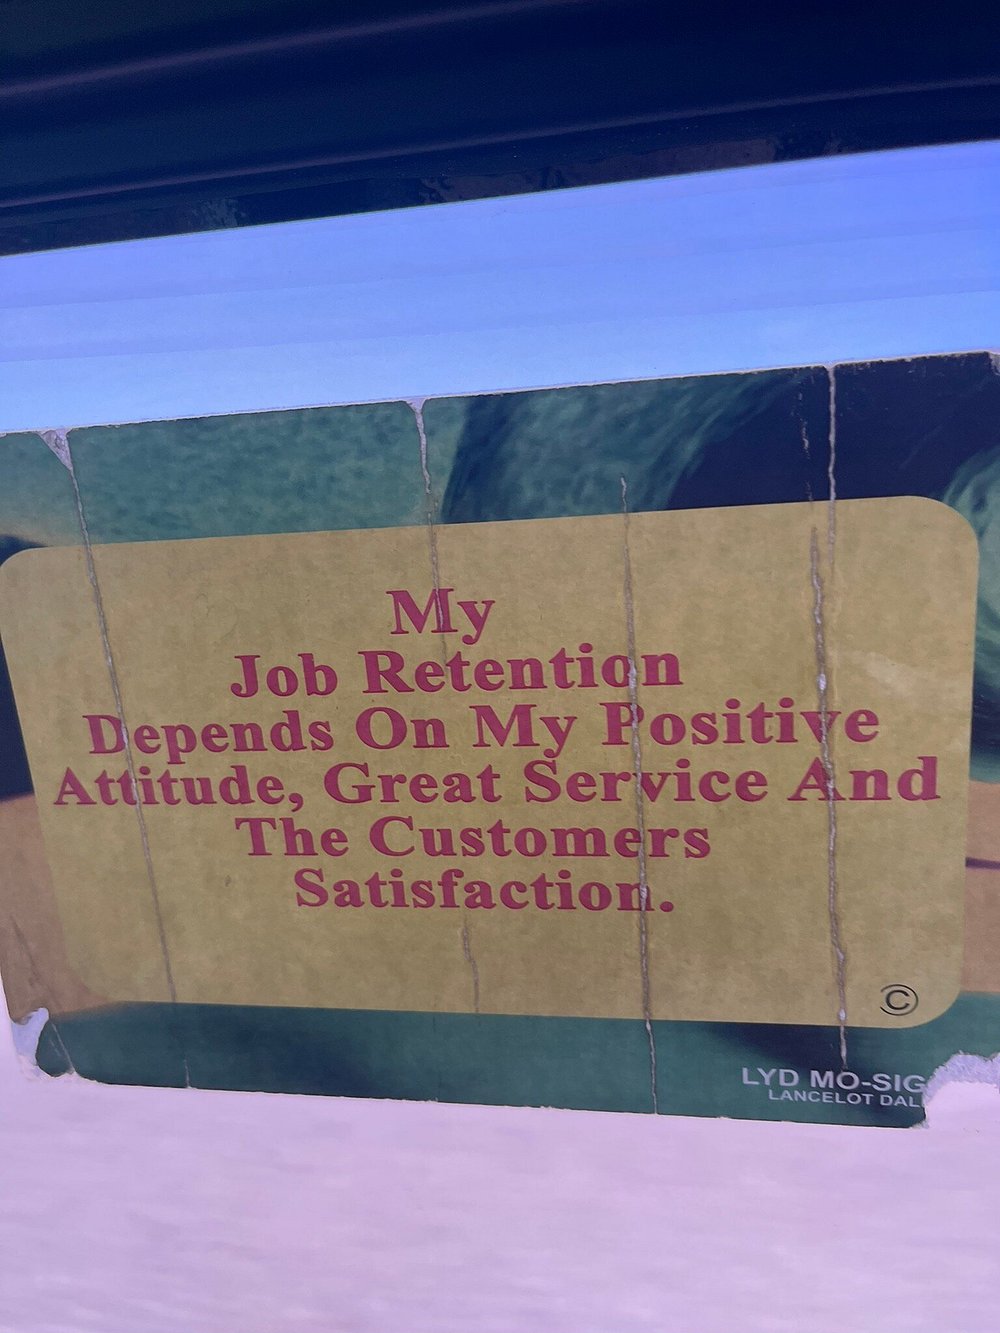 My
Job Retention
Depends On My Positive
Attitude, Great Service And
The Customers
Satisfaction.
©
LYD MO-SIG
LANCELOT DAL